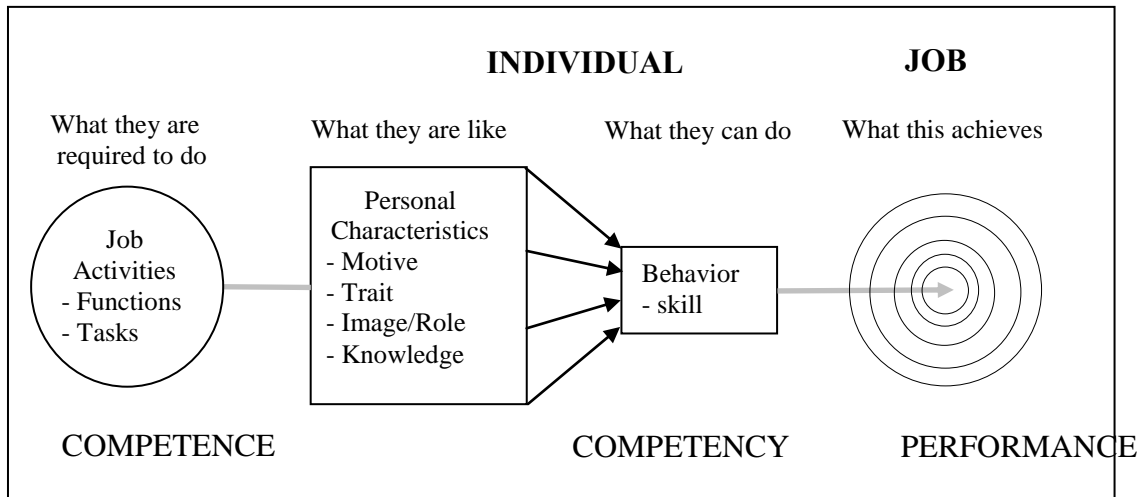 INDIVIDUAL
JOB
What they are
required to do
What they are like
What they can do
What this achieves
Job
Activities
- Functions
- Tasks
Personal
Characteristics
- Motive
- Trait
- Image/Role
- Knowledge
Behavior
- skill
COMPETENCE
COMPETENCY
PERFORMANCE